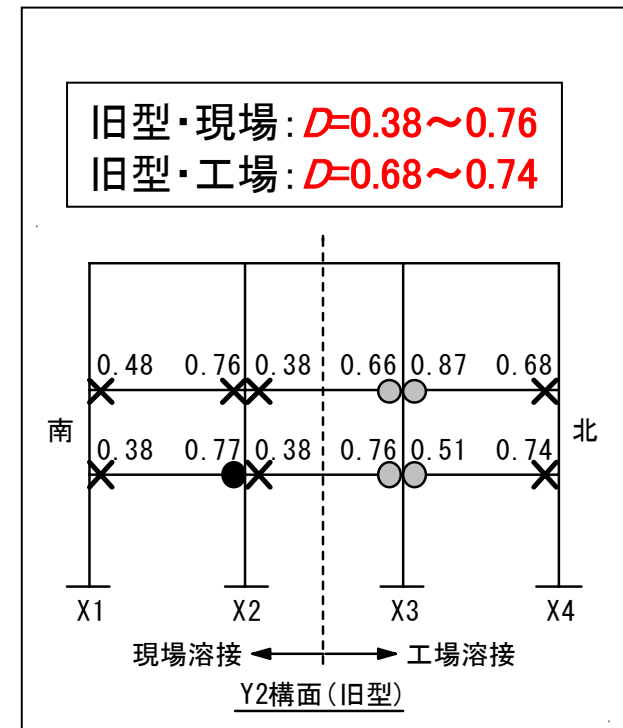 旧型・現場:D=0.38～0.76
旧型・工場:D=0.68～0.74
0.48 0.76 0.38 0.66 0.87 0.68
南 北
0.38 0.77 0.38 0.76 0.51 0.74
X1 X2 X3 X4
現場溶接 工場溶接
Y2構面(旧型)